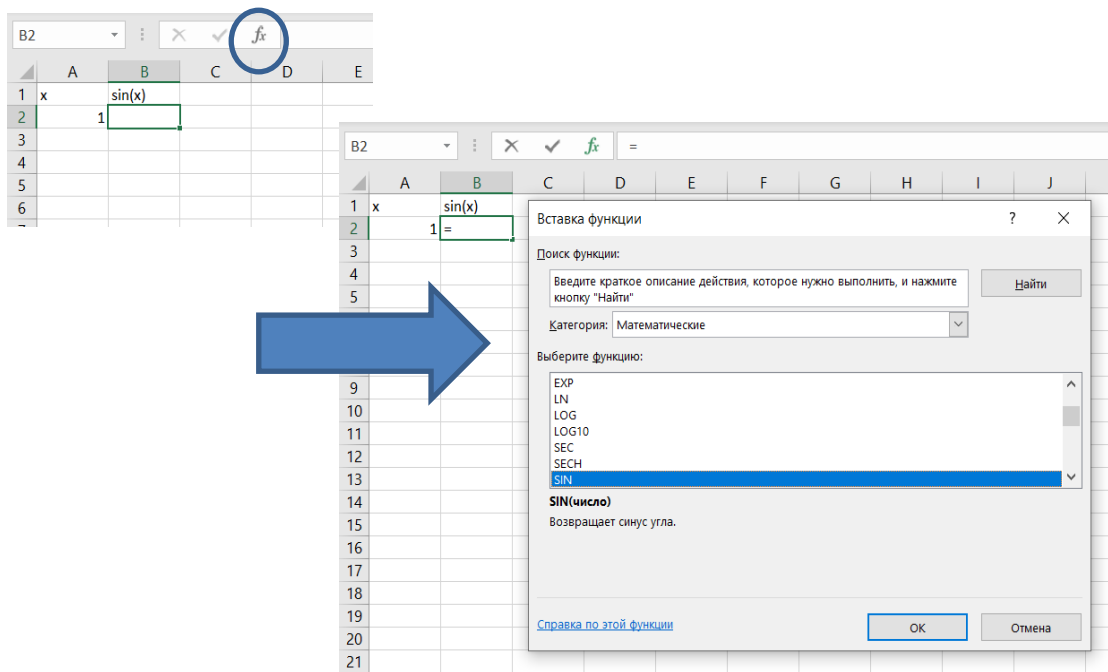 B2 fx
A B C D E
1 x sin(x)
2 1
3
4
5
6
B2 fx =
A B C D E F G H I J
1 x sin(x)
2 1 =
3
4
5
9
10
11
12
13
14
15
16
17
18
19
20
21
Вставка функции ?
Поиск функции:
Введите краткое описание действия, которое нужно выполнить, и нажмите
кнопку "Найти"
Найти
Категория: Математические
Выберите функцию:
EXP
LN
LOG
LOG10
SEC
SECH
SIN
SIN(число)
Возвращает синус угла.
Справка по этой функции
ОК
Отмена